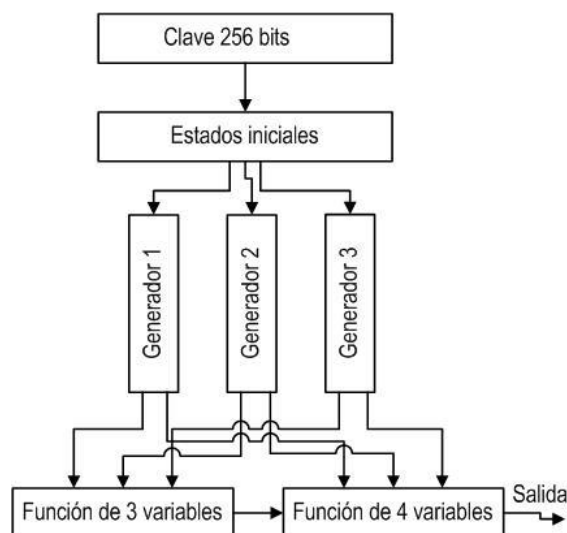 Clave 256 bits
Estados iniciales
Generador 1
Generador 2
Generador 3
Función de 3 variables
Función de 4 variables
Salida